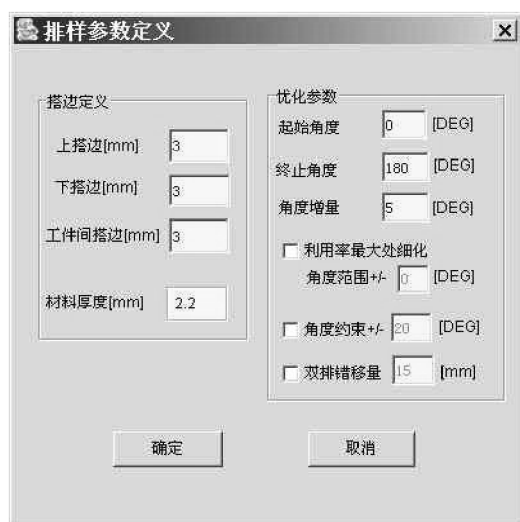 排样参数定义
搭边定义
上搭边[mm] 3
下搭边[mm] 3
工件间搭边[mm] 3
材料厚度[mm] 2.2
优化参数
起始角度 0 [DEG]
终止角度 180 [DEG]
角度增量 5 [DEG]
利用率最大处细化
角度范围+/- 0 [DEG]
角度约束+/- 20 [DEG]
双排错移量 15 [mm]
确定 取消